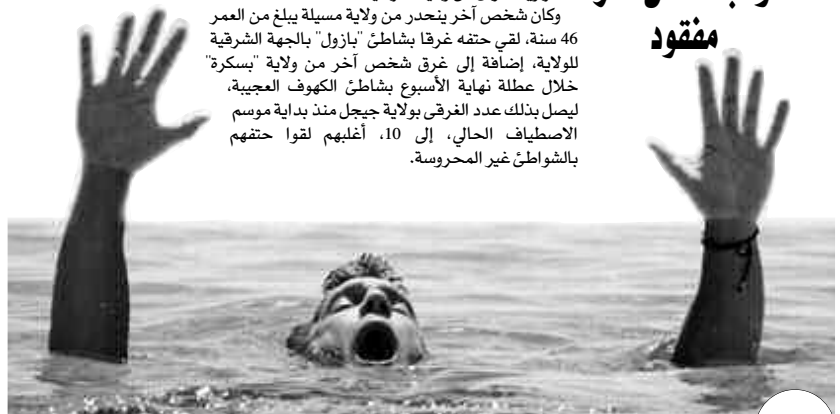 مفقود
وكان شخص آخر ينحدر من ولاية مسيلة يبلغ من العمر
46 سنة، لقي حتفه غرقا بشاطئ "بازول" بالجهة الشرقية
للولاية، إضافة إلى غرق شخص آخر من ولاية "بسكرة"
خلال عطلة نهاية الأسبوع بشاطئ الكهوف العجيبة،
ليصل بذلك عدد الغرقى بولاية جيجل منذ بداية موسم
الاصطياف الحالي، إلى 10، أغلبهم لقوا حتفهم
بالشواطئ غير المحروسة.